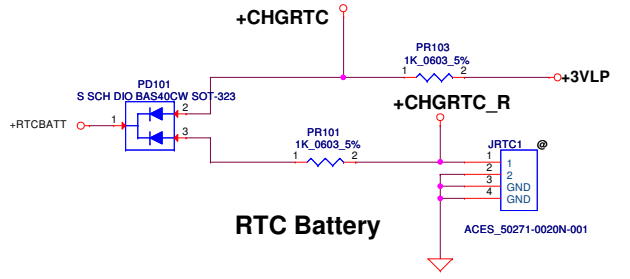 +CHGRTC
PR103
1K_0603_5%
1 2
+3VLP
PD101
S SCH DIO BAS40CW SOT-323
+RTCBATT
1
2
3
+CHGRTC_R
PR101
1K_0603_5%
1 2
JRTC1 @
1 1
2 2
3 GND
4 GND
RTC Battery
ACES_50271-0020N-001